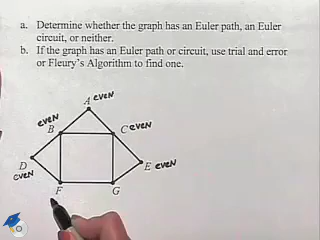 a. Determine whether the graph has an Euler path, an Euler
circuit, or neither.
b. If the graph has an Euler path or circuit, use trial and error
or Fleury's Algorithm to find one.
A EVEN
EVEN
B C EVEN
D E EVEN
EVEN
F G